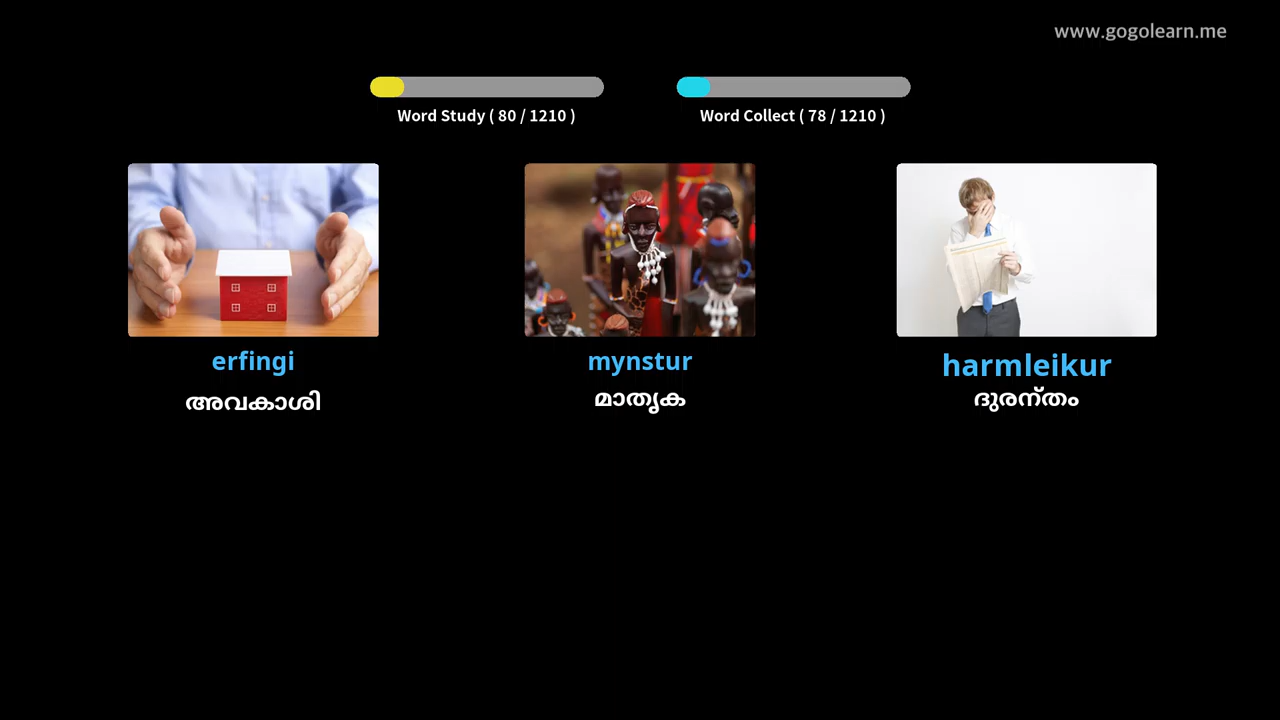 www.gogolearn.me
Word Study ( 80 / 1210 )
Word Collect ( 78 / 1210 )
erfingi
അവകാശി
mynstur
മാതൃക
harmleikur
ദുരന്തം